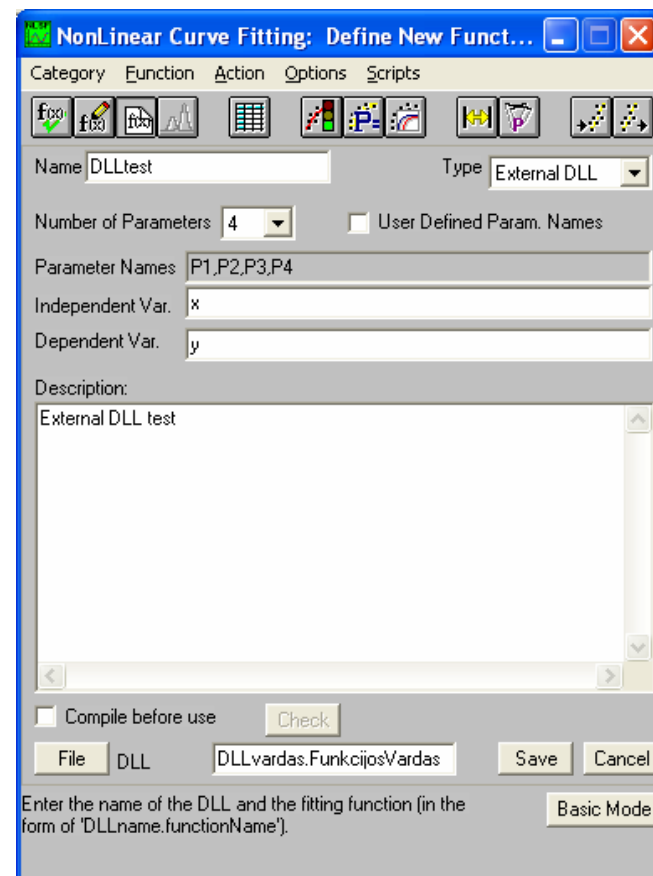 NonLinear Curve Fitting: Define New Funct...
Category Function Action Options Scripts
Name DLLtest Type External DLL
Number of Parameters 4 User Defined Param. Names
Parameter Names P1,P2,P3,P4
Independent Var. x
Dependent Var. y
Description:
External DLL test
Compile before use Check
File DLL DLLvardas.FunkcijosVardas Save Cancel
Enter the name of the DLL and the fitting function (in the
form of 'DLLname.functionName').
Basic Mode